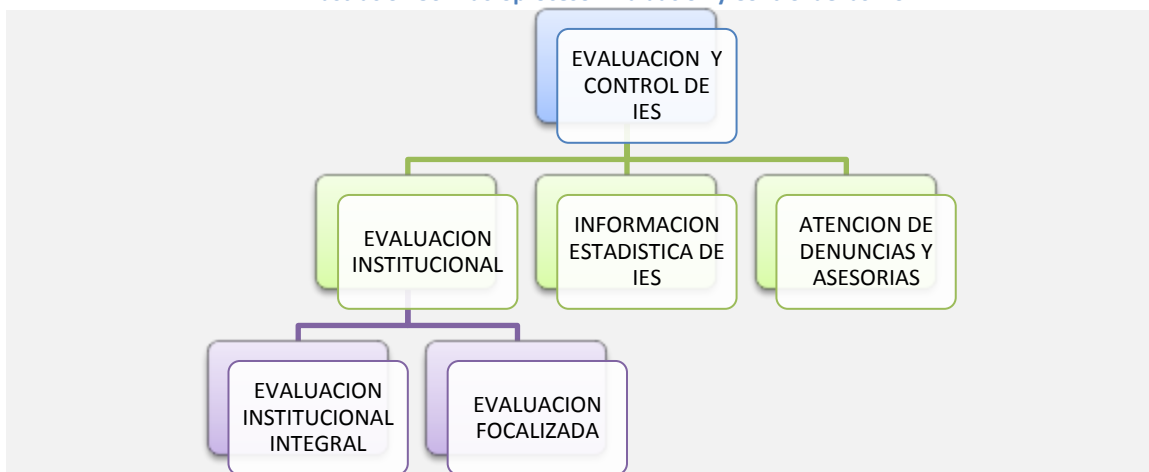 EVALUACION Y
CONTROL DE
IES
EVALUACION
INSTITUCIONAL
INFORMACION
ESTADISTICA DE
IES
ATENCION DE
DENUNCIAS Y
ASESORIAS
EVALUACION
INSTITUCIONAL
INTEGRAL
EVALUACION
FOCALIZADA